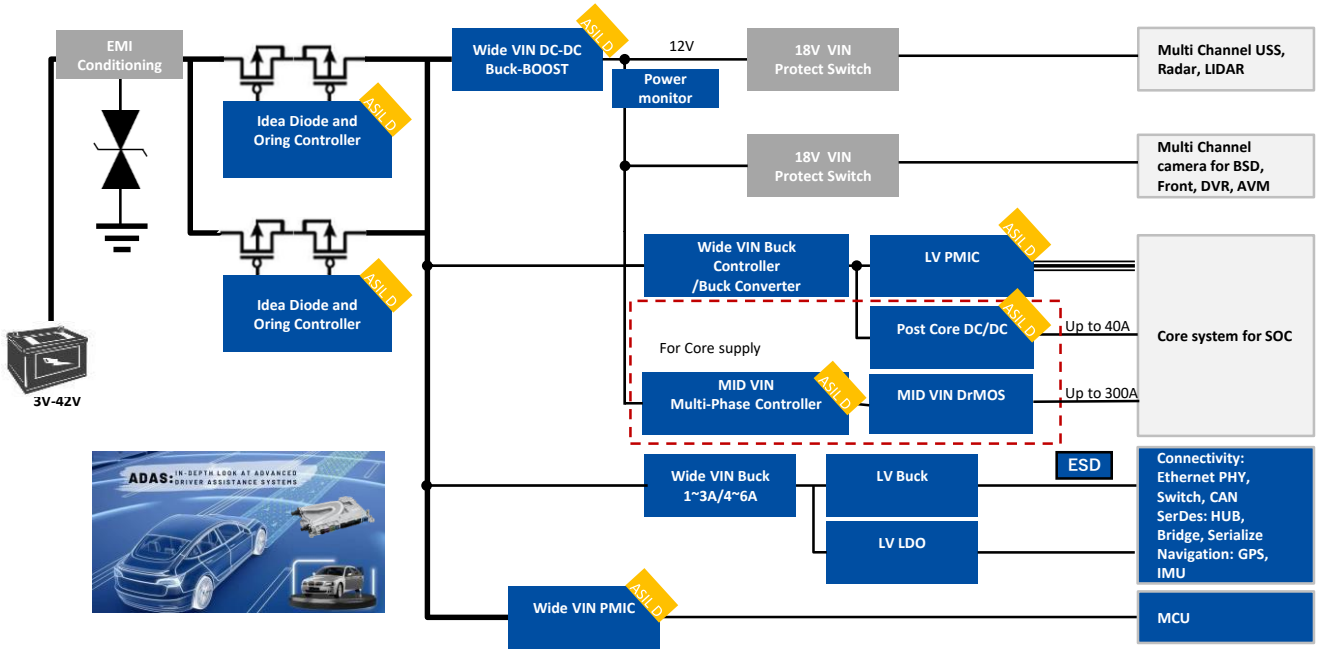 EMI
Conditioning
Idea Diode and
Oring Controller
ASIL D
Idea Diode and
Oring Controller
ASIL D
3V-42V
ADAS: IN-DEPTH LOOK AT ADVANCED
DRIVER ASSISTANCE SYSTEMS
Wide VIN DC-DC
Buck-BOOST
ASIL D
12V
Power
monitor
18V VIN
Protect Switch
Multi Channel USS,
Radar, LIDAR
18V VIN
Protect Switch
Multi Channel
camera for BSD,
Front, DVR, AVM
Wide VIN Buck
Controller
/Buck Converter
LV PMIC
ASIL D
Post Core DC/DC
ASIL D
Up to 40A
For Core supply
MID VIN
Multi-Phase Controller
ASIL D
MID VIN DrMOS
Up to 300A
Core system for SOC
ESD
Wide VIN Buck
1~3A/4~6A
LV Buck
LV LDO
Connectivity:
Ethernet PHY,
Switch, CAN
SerDes: HUB,
Bridge, Serialize
Navigation: GPS,
IMU
Wide VIN PMIC
ASIL D
MCU